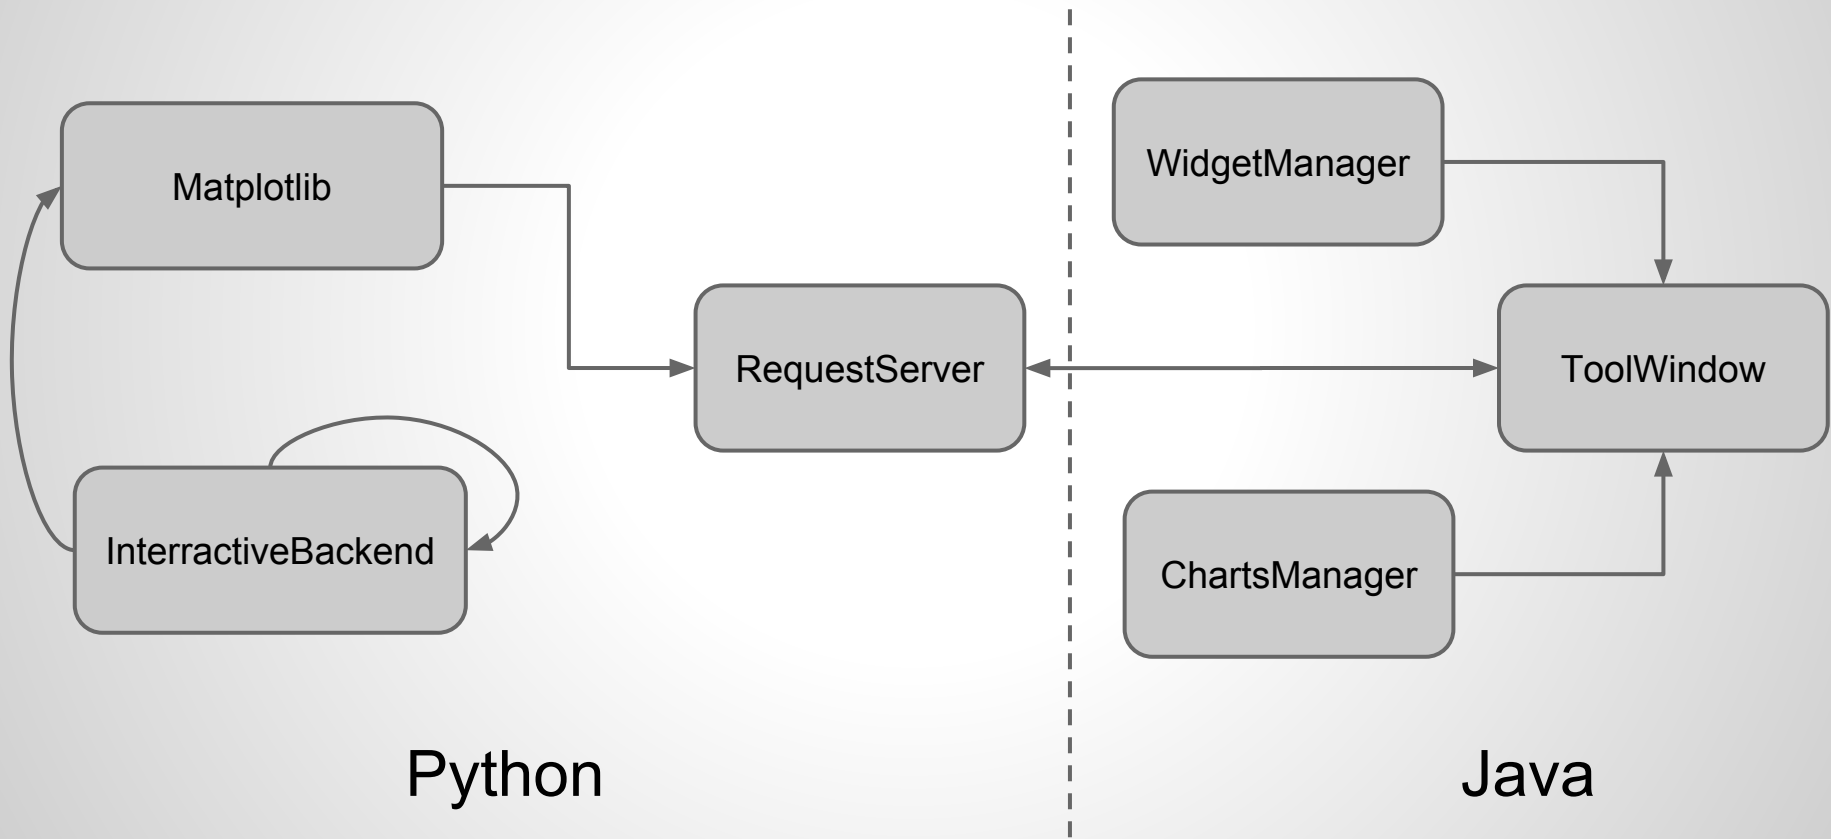 Matplotlib
WidgetManager
RequestServer
ToolWindow
InterractiveBackend
ChartsManager
Python
Java